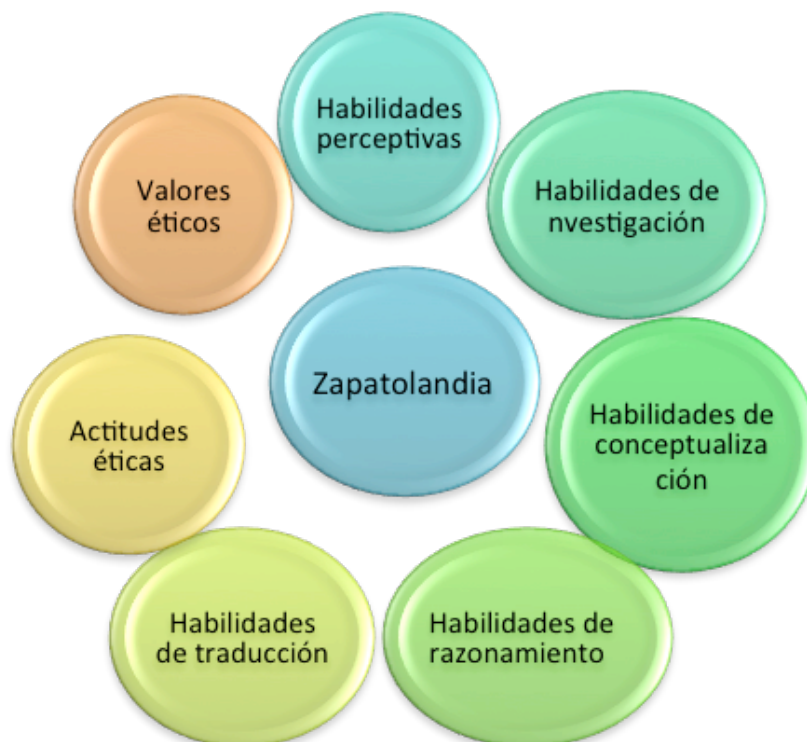 Habilidades
perceptivas
Habilidades de
nvestigación
Habilidades de
conceptualiza
ción
Habilidades de
razonamiento
Habilidades
de traducción
Actitudes
éticas
Valores
éticos
Zapatolandia